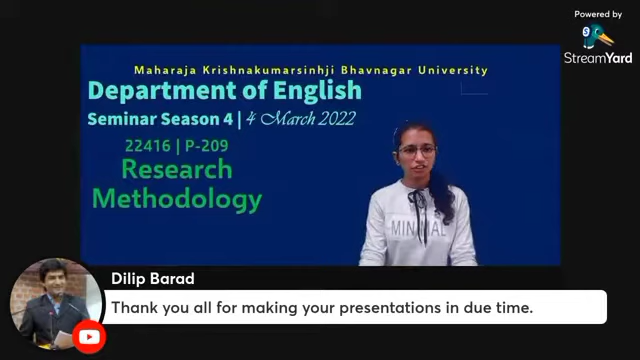 Powered by
StreamYard
Maharaja Krishnakumarsinhji Bhavnagar University
Department of English
Seminar Season 4 | 4 March 2022
22416 | P-209
Research
Methodology
MINIMAL
Dilip Barad
Thank you all for making your presentations in due time.